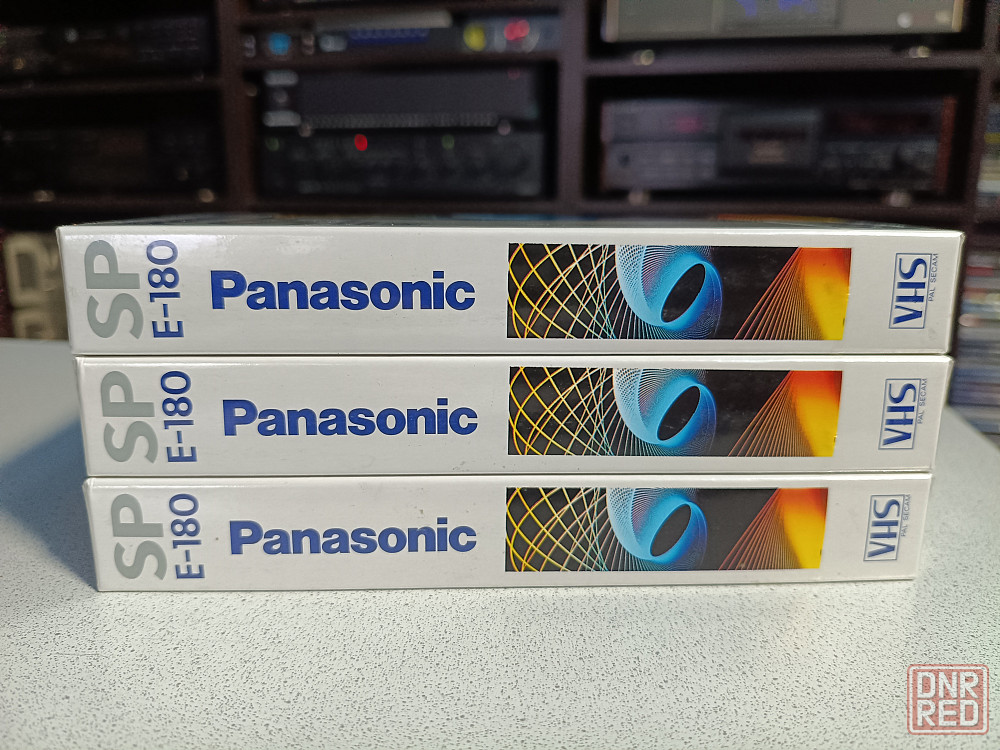 SP
E-180
Panasonic
VHS
PAL SECAM
SP
E-180
Panasonic
VHS
PAL SECAM
SP
E-180
Panasonic
VHS
PAL SECAM
DNR
RED